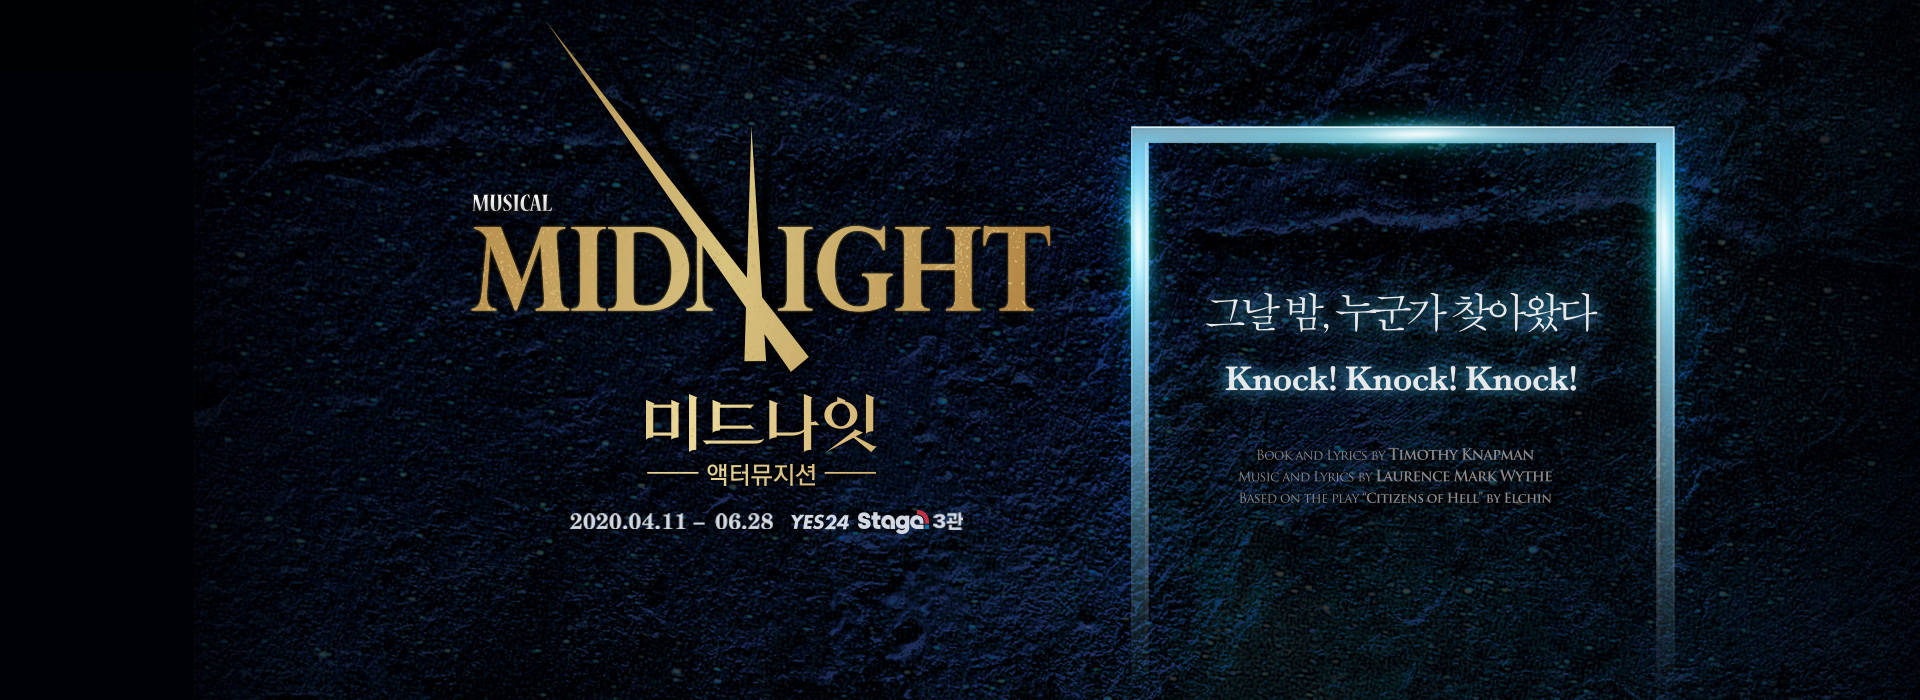 MUSICAL
MIDNIGHT
미드나잇
액터뮤지션
2020.04.11 – 06.28 YES24 Stage 3관
그날 밤, 누군가 찾아왔다
Knock! Knock! Knock!
BOOK AND LYRICS BY TIMOTHY KNAPMAN
MUSIC AND LYRICS BY LAURENCE MARK WYTHE
BASED ON THE PLAY "CITIZENS OF HELL" BY ELCHIN